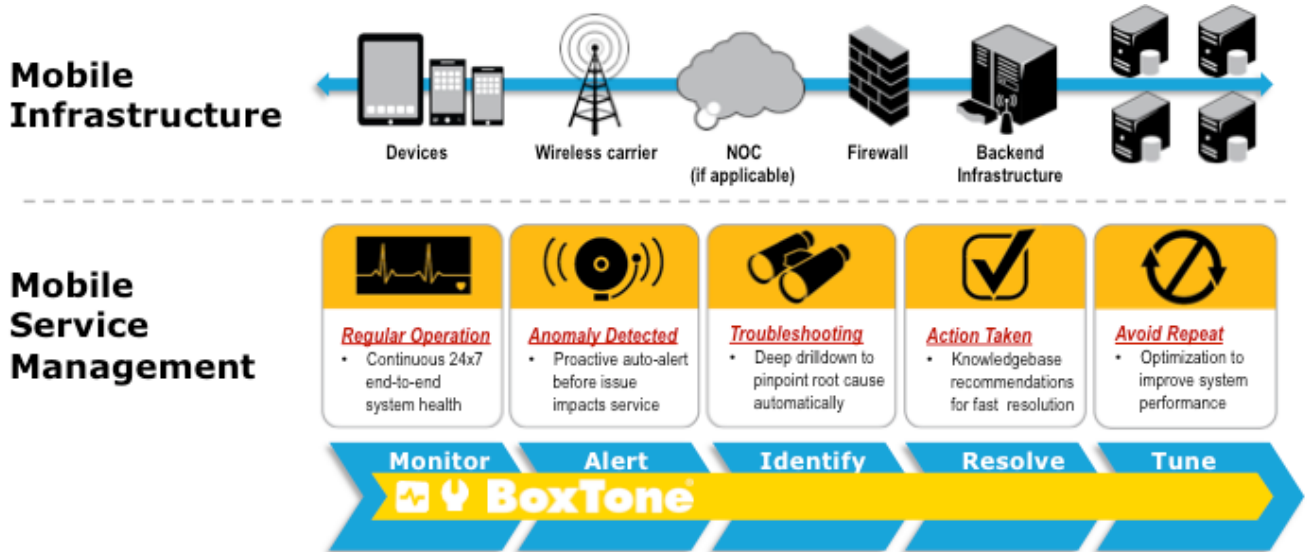 Mobile
Infrastructure
Devices
Wireless carrier
NOC
(if applicable)
Firewall
Backend
Infrastructure
Mobile
Service
Management
Regular Operation
• Continuous 24x7
end-to-end
system health
Anomaly Detected
• Proactive auto-alert
before issue
impacts service
Troubleshooting
• Deep drilldown to
pinpoint root cause
automatically
Action Taken
• Knowledgebase
recommendations
for fast resolution
Avoid Repeat
• Optimization to
improve system
performance
Monitor
Alert
Identify
Resolve
Tune
BoxTone®